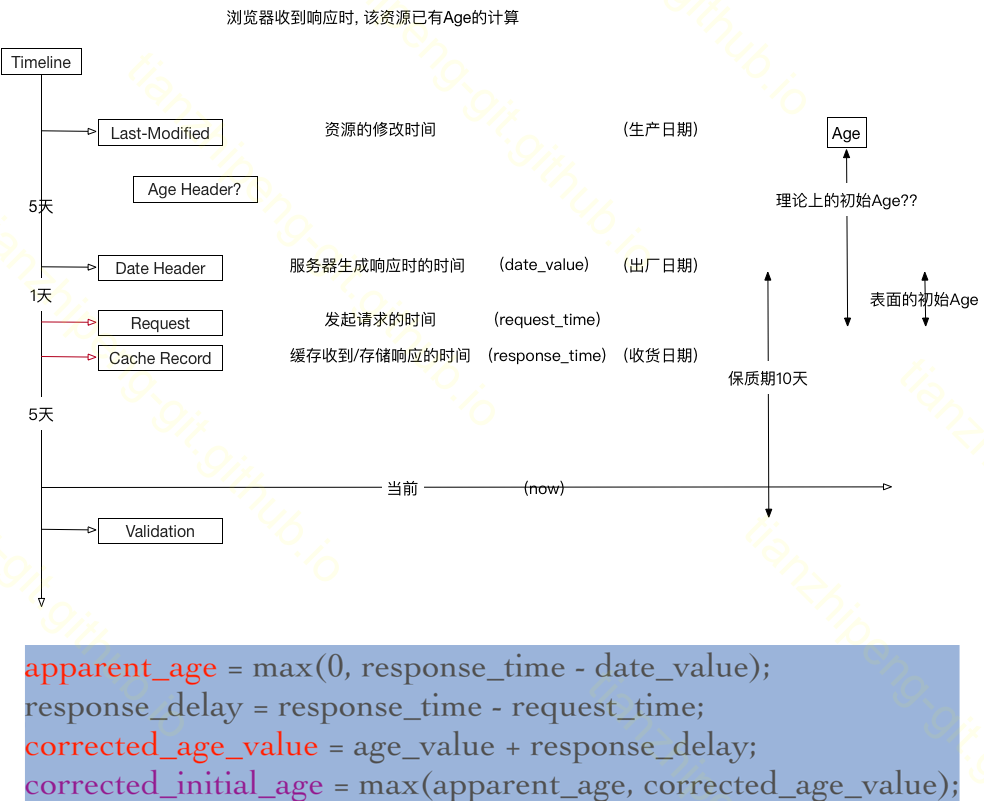 浏览器收到响应时, 该资源已有Age的计算
Timeline
Last-Modified 资源的修改时间 (生产日期) Age
Age Header?
5天 理论上的初始Age??
Date Header 服务器生成响应时的时间 (date_value) (出厂日期)
1天 表面的初始Age
Request 发起请求的时间 (request_time)
Cache Record 缓存收到/存储响应的时间 (response_time) (收货日期)
保质期10天
5天
当前 (now)
Validation
apparent_age = max(0, response_time - date_value);
response_delay = response_time - request_time;
corrected_age_value = age_value + response_delay;
corrected_initial_age = max(apparent_age, corrected_age_value);
tianzhipeng-git.github.io